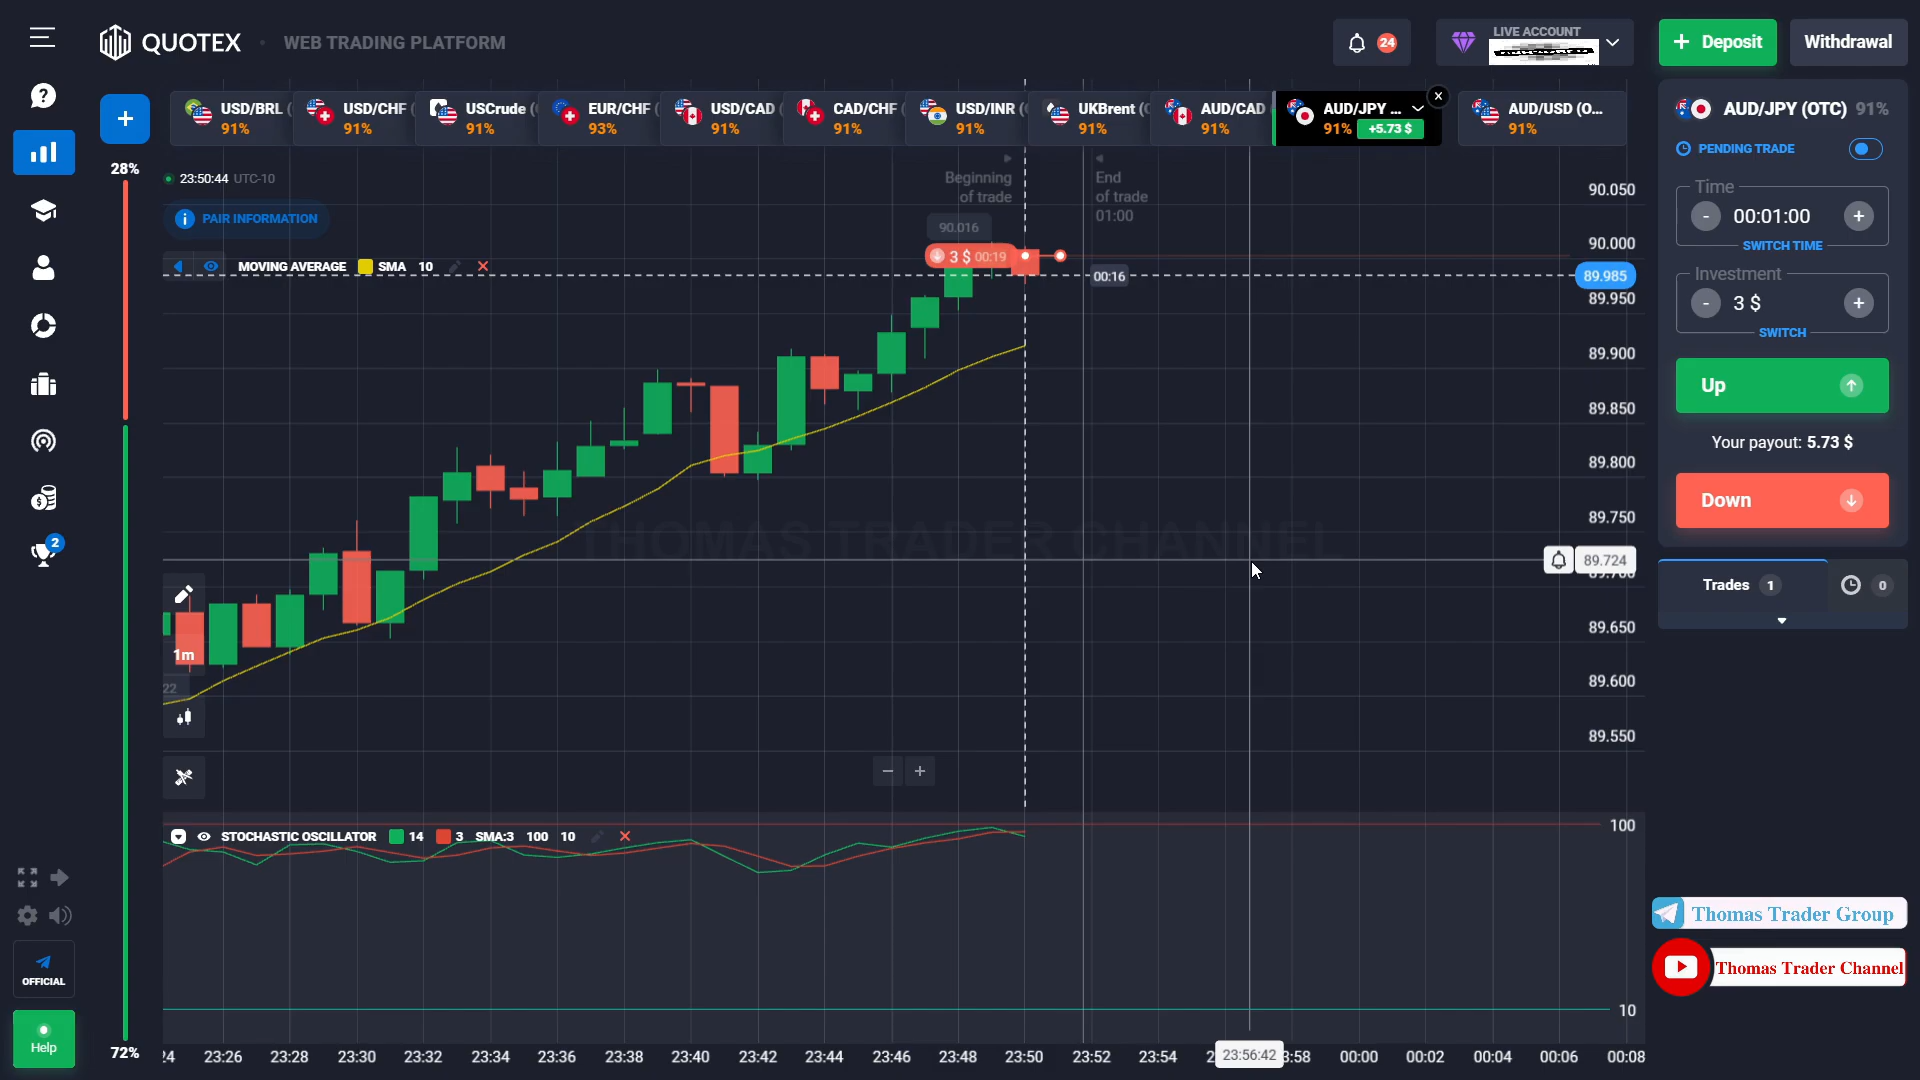 QUOTEX
WEB TRADING PLATFORM
24
LIVE ACCOUNT
+ Deposit
Withdrawal
USD/BRL (
91%
USD/CHF (
91%
USCrude (
91%
EUR/CHF (
93%
USD/CAD (
91%
CAD/CHF (
91%
USD/INR (
91%
UKBrent (
91%
AUD/CAD
91%
AUD/JPY ...
91% +5.73 $
AUD/USD (O...
91%
AUD/JPY (OTC) 91%
PENDING TRADE
Time
- 00:01:00 +
SWITCH TIME
Investment
- 3 $ +
SWITCH
Up
Your payout: 5.73 $
Down
Trades 1
0
28%
72%
23:50:44 UTC-10
PAIR INFORMATION
MOVING AVERAGE SMA 10
Beginning
of trade
End
of trade
01:00
90.016
3 $ 00:19
00:16
90.050
90.000
89.985
89.950
89.900
89.850
89.800
89.750
89.724
89.650
89.600
89.550
THOMAS TRADER CHANNEL
1m
22
STOCHASTIC OSCILLATOR 14 3 SMA:3 100 10
100
10
2
OFFICIAL
Help
24 23:26 23:28 23:30 23:32 23:34 23:36 23:38 23:40 23:42 23:44 23:46 23:48 23:50 23:52 23:54 23:56:42 3:58 00:00 00:02 00:04 00:06 00:08
Thomas Trader Group
Thomas Trader Channel